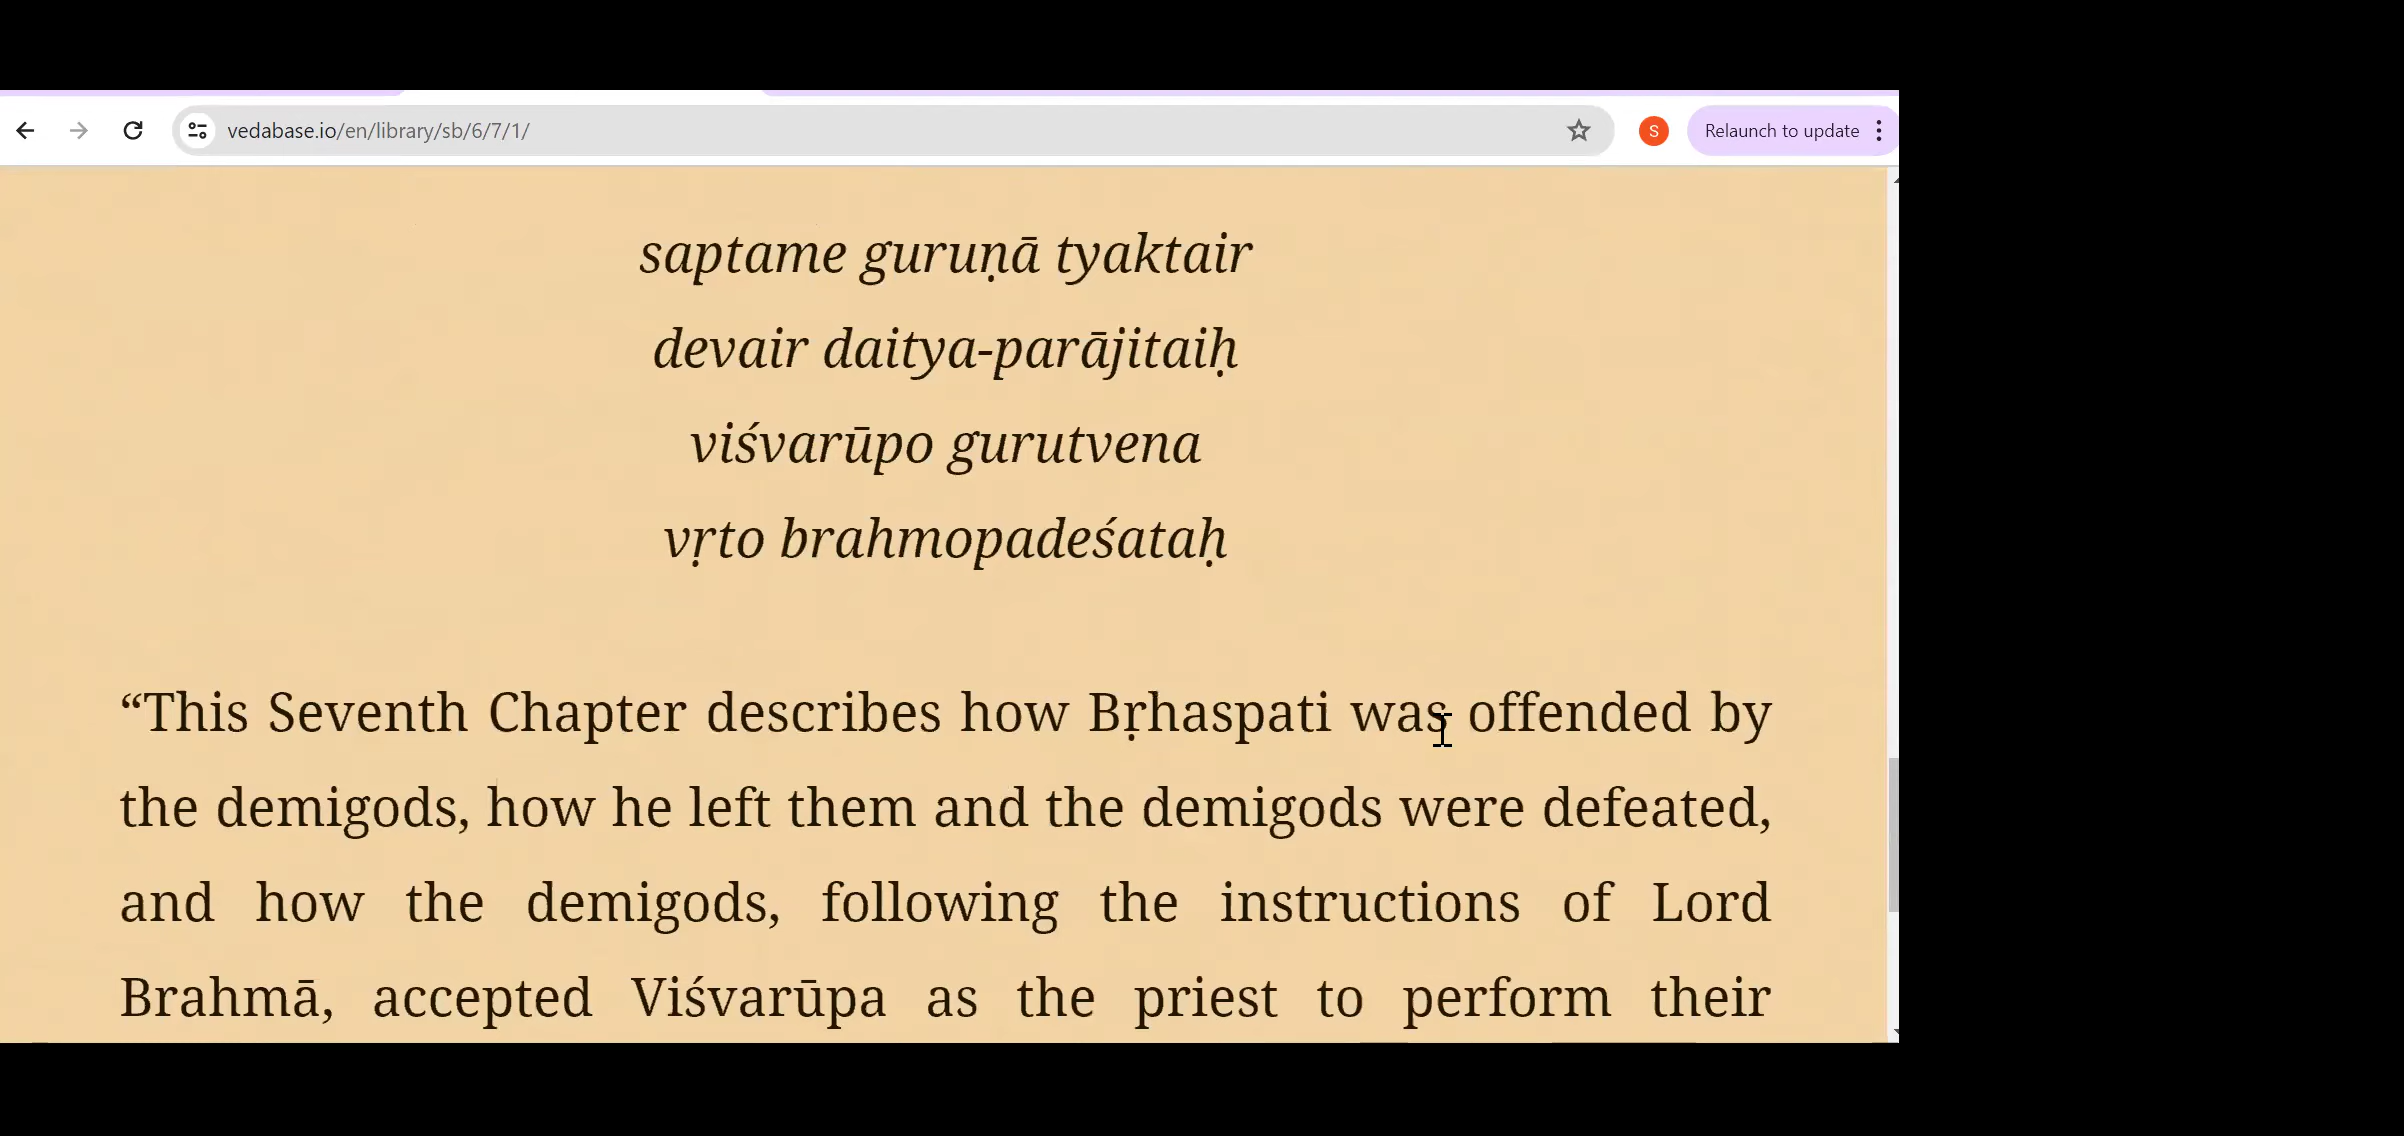 vedabase.io/en/library/sb/6/7/1/
S
Relaunch to update
saptame guruṇā tyaktair
devair daitya-parājitaiḥ
viśvarūpo gurutvena
vṛto brahmopadeśataḥ
“This Seventh Chapter describes how Bṛhaspati was offended by
the demigods, how he left them and the demigods were defeated,
and how the demigods, following the instructions of Lord
Brahmā, accepted Viśvarūpa as the priest to perform their